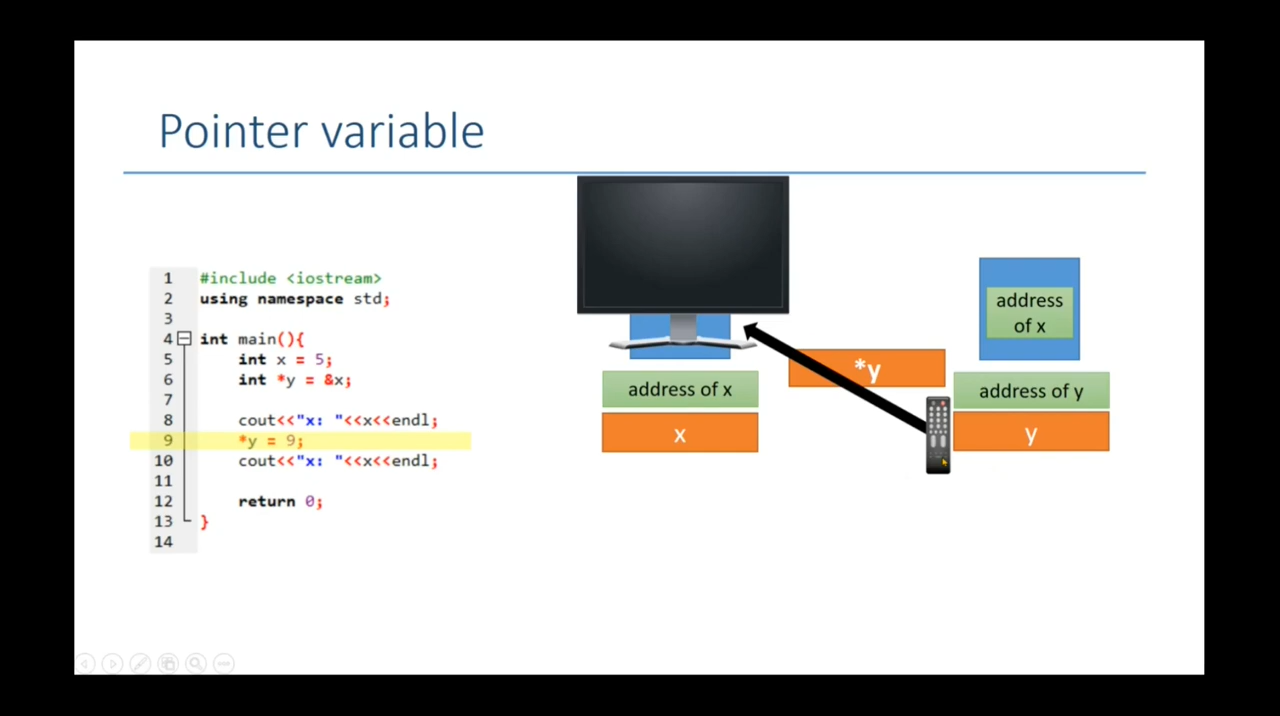 Pointer variable
1 #include <iostream>
2 using namespace std;
3
4 int main(){
5 int x = 5;
6 int *y = &x;
7
8 cout<<"x: "<<x<<endl;
9 *y = 9;
10 cout<<"x: "<<x<<endl;
11
12 return 0;
13 }
14
address of x
x
*y
address
of x
address of y
y